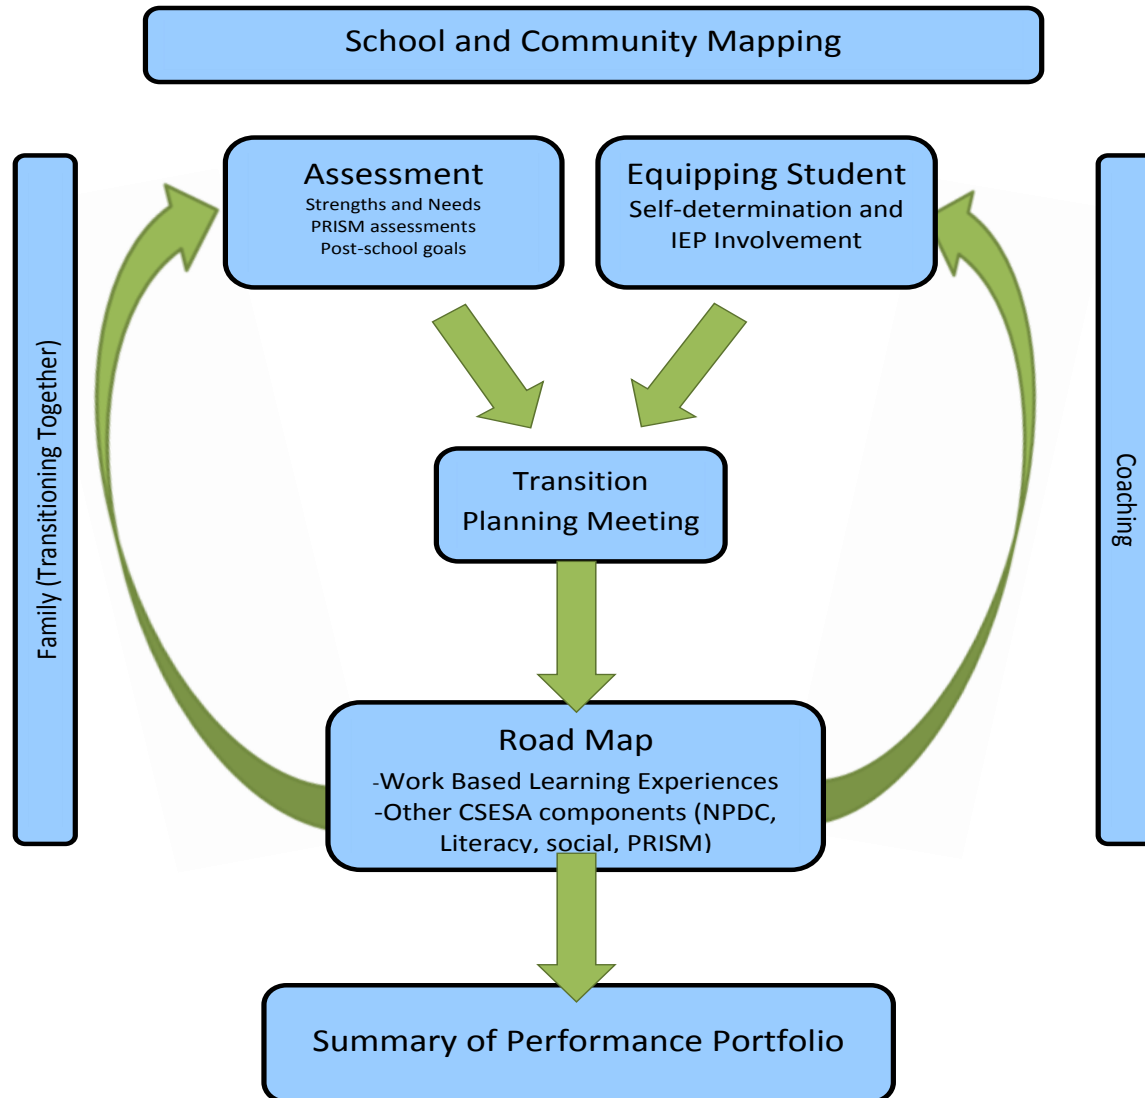 School and Community Mapping
Assessment
Strengths and Needs
PRISM assessments
Post-school goals
Equipping Student
Self-determination and
IEP Involvement
Family (Transitioning Together)
Coaching
Transition
Planning Meeting
Road Map
-Work Based Learning Experiences
-Other CSESA components (NPDC,
Literacy, social, PRISM)
Summary of Performance Portfolio